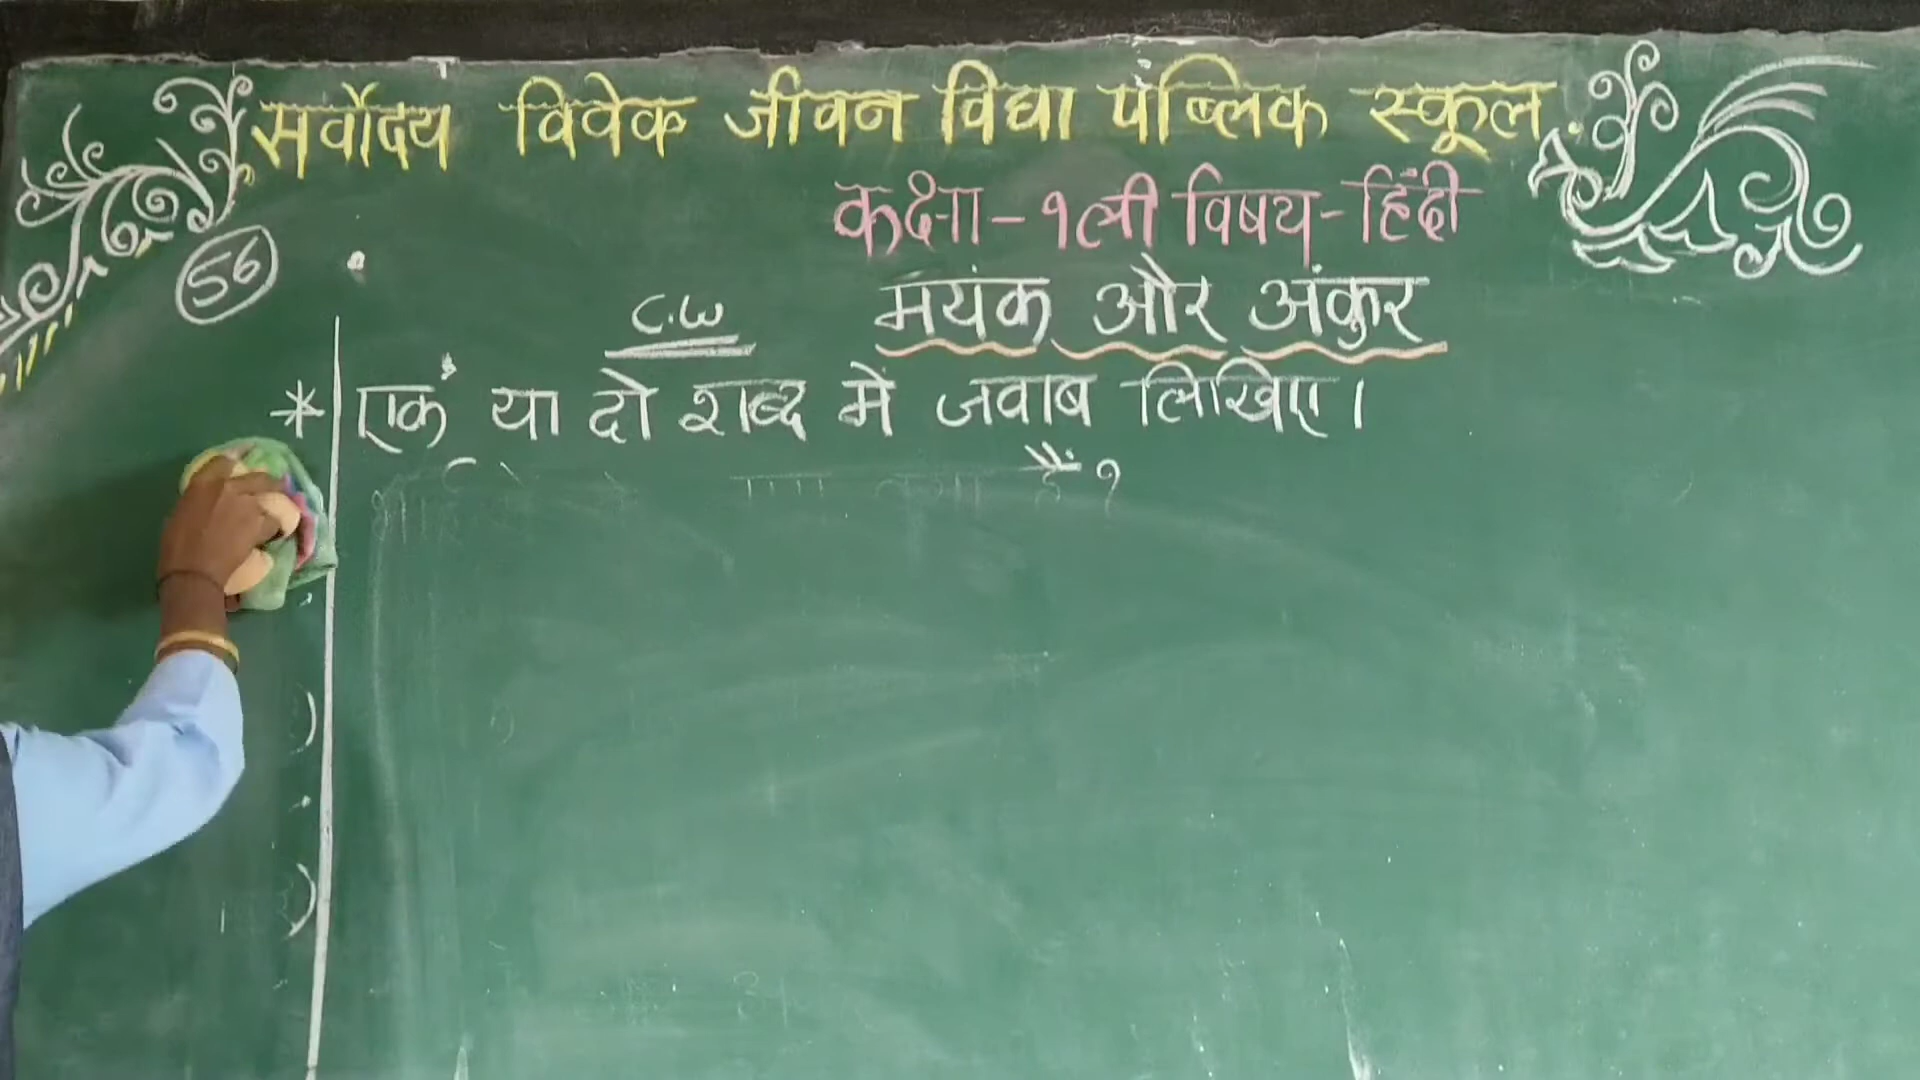 सर्वोदय विवेक जीवन विद्या पब्लिक स्कूल
कक्षा - १ली विषय - हिंदी
56
C.W मयंक और अंकुर
* एक या दो शब्द में जवाब लिखिए।
हैं ?